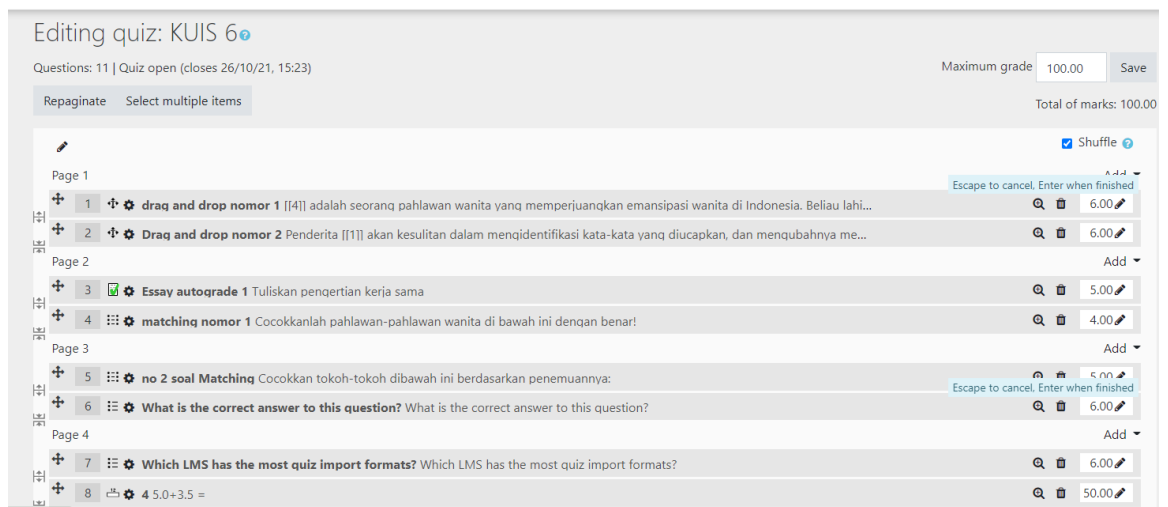 Editing quiz: KUIS 6
Questions: 11 | Quiz open (closes 26/10/21, 15:23)
Maximum grade 100.00 Save
Repaginate Select multiple items
Total of marks: 100.00
Shuffle
Page 1 Add
Escape to cancel, Enter when finished
1 drag and drop nomor 1 [[4]] adalah seorang pahlawan wanita yang memperjuangkan emansipasi wanita di Indonesia. Beliau lahi... 6.00
2 Drag and drop nomor 2 Penderita [[1]] akan kesulitan dalam mengidentifikasi kata-kata yang diucapkan, dan mengubahnya me... 6.00
Page 2 Add
3 Essay autograde 1 Tuliskan pengertian kerja sama 5.00
4 matching nomor 1 Cocokkanlah pahlawan-pahlawan wanita di bawah ini dengan benar! 4.00
Page 3 Add
5 no 2 soal Matching Cocokkan tokoh-tokoh dibawah ini berdasarkan penemuannya: 5.00
Escape to cancel, Enter when finished
6 What is the correct answer to this question? What is the correct answer to this question? 6.00
Page 4 Add
7 Which LMS has the most quiz import formats? Which LMS has the most quiz import formats? 6.00
8 4 5.0+3.5 = 50.00